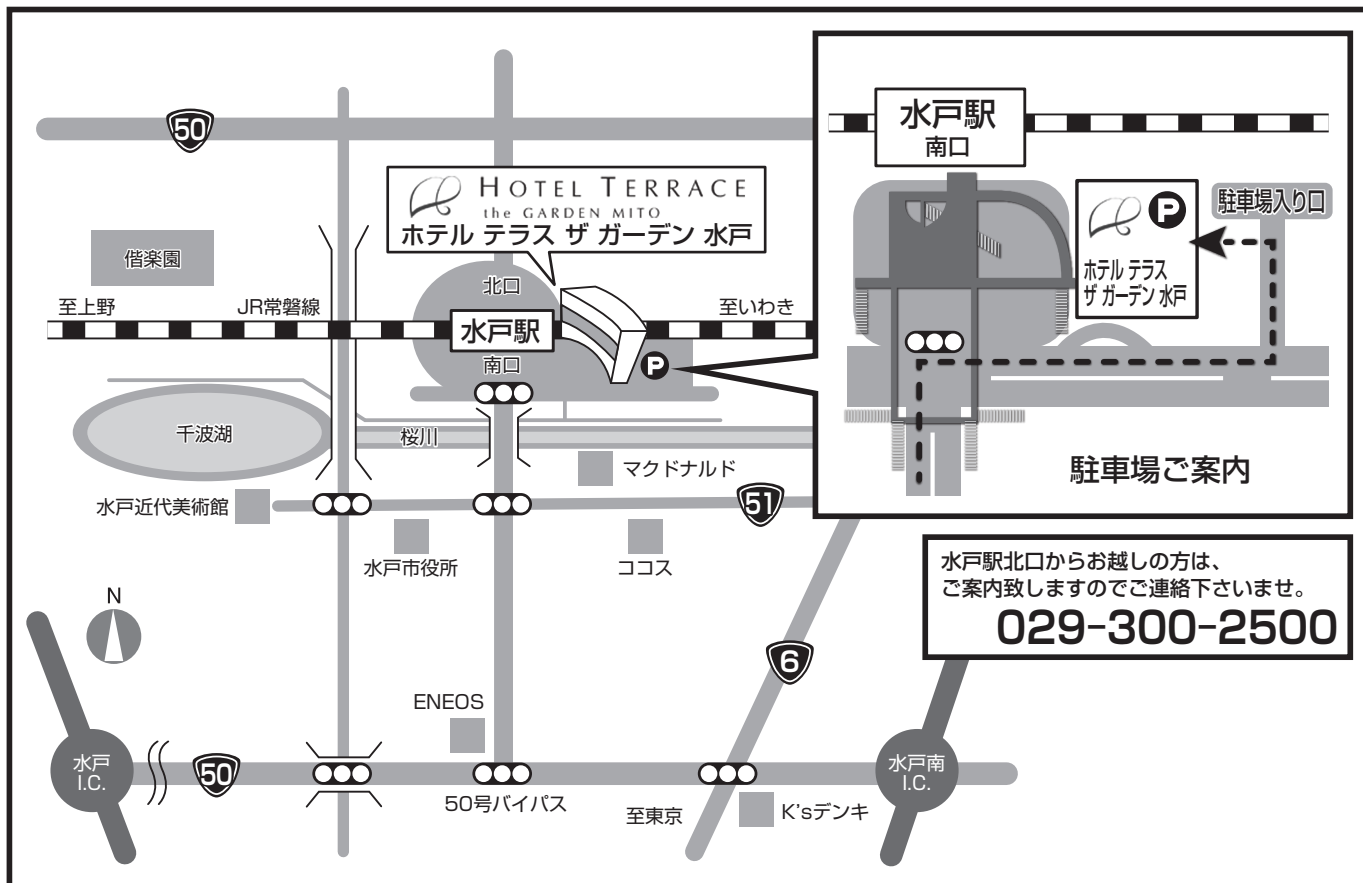 50
HOTEL TERRACE
the GARDEN MITO
ホテル テラス ザ ガーデン 水戸
偕楽園
至上野
JR常磐線
北口
水戸駅
南口
至いわき
P
千波湖
桜川
マクドナルド
水戸近代美術館
51
水戸市役所
ココス
N
6
ENEOS
水戸
I.C.
50
50号バイパス
至東京
K'sデンキ
水戸南
I.C.
水戸駅
南口
P
ホテル テラス
ザ ガーデン 水戸
駐車場入り口
駐車場ご案内
水戸駅北口からお越しの方は、
ご案内致しますのでご連絡下さいませ。
029-300-2500